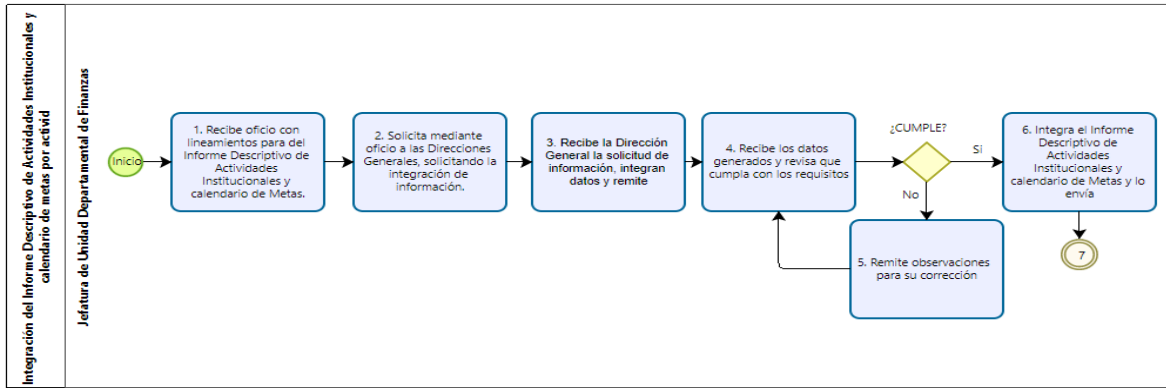 Integración del Informe Descriptivo de Actividades Institucionales y
calendario de metas por activid
Jefatura de Unidad Departamental de Finanzas
Inicio
1. Recibe oficio con
lineamientos para del
Informe Descriptivo de
Actividades
Institucionales y
calendario de Metas.
2. Solicita mediante
oficio a las Direcciones
Generales, solicitando la
integración de
información.
3. Recibe la Dirección
General la solicitud de
información, integran
datos y remite
4. Recibe los datos
generados y revisa que
cumpla con los requisitos
¿CUMPLE?
Si
No
5. Remite observaciones
para su corrección
6. Integra el Informe
Descriptivo de
Actividades
Institucionales y
calendario de Metas y lo
envía
7